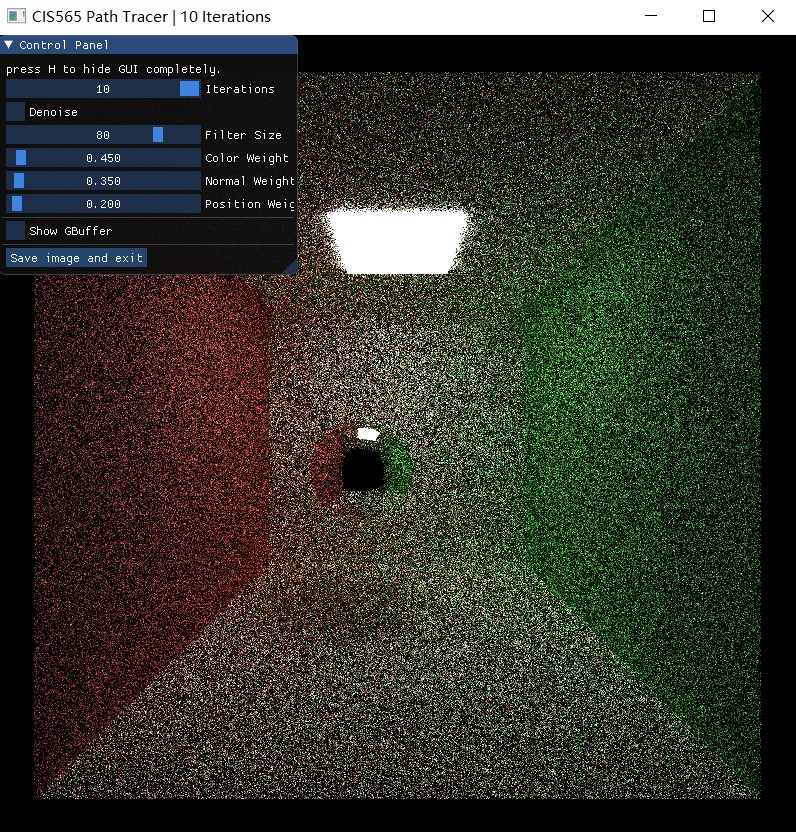 CIS565 Path Tracer | 10 Iterations
Control Panel
press H to hide GUI completely.
10 Iterations
Denoise
80 Filter Size
0.450 Color Weight
0.350 Normal Weight
0.200 Position Weig
Show GBuffer
Save image and exit